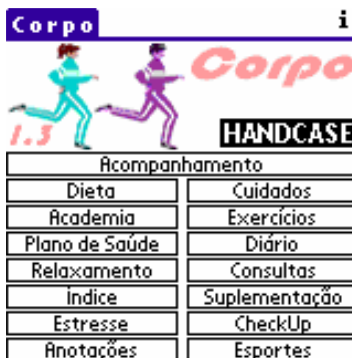 Corpo i
Corpo
1.3
HANDCASE
Acompanhamento
Dieta Cuidados
Academia Exercícios
Plano de Saúde Diário
Relaxamento Consultas
Índice Suplementação
Estresse CheckUp
Anotações Esportes